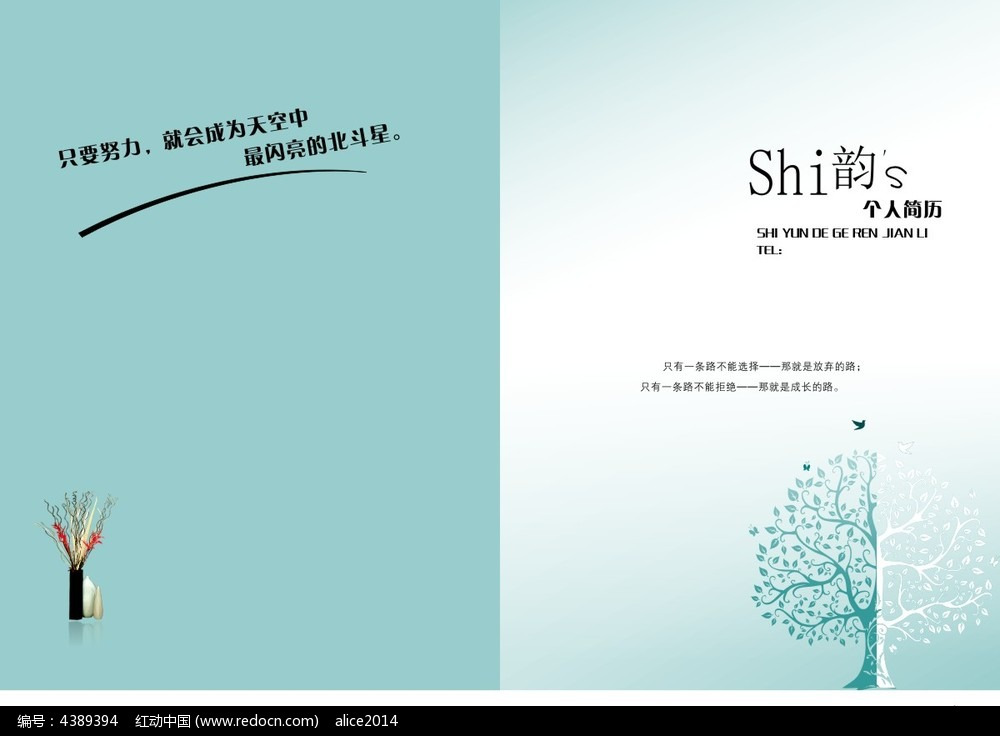 只要努力，就会成为天空中
最闪亮的北斗星。
Shi韵's
个人简历
SHI YUN DE GE REN JIAN LI
TEL:
只有一条路不能选择——那就是放弃的路；
只有一条路不能拒绝——那就是成长的路。
编号：4389394 红动中国 (www.redocn.com) alice2014